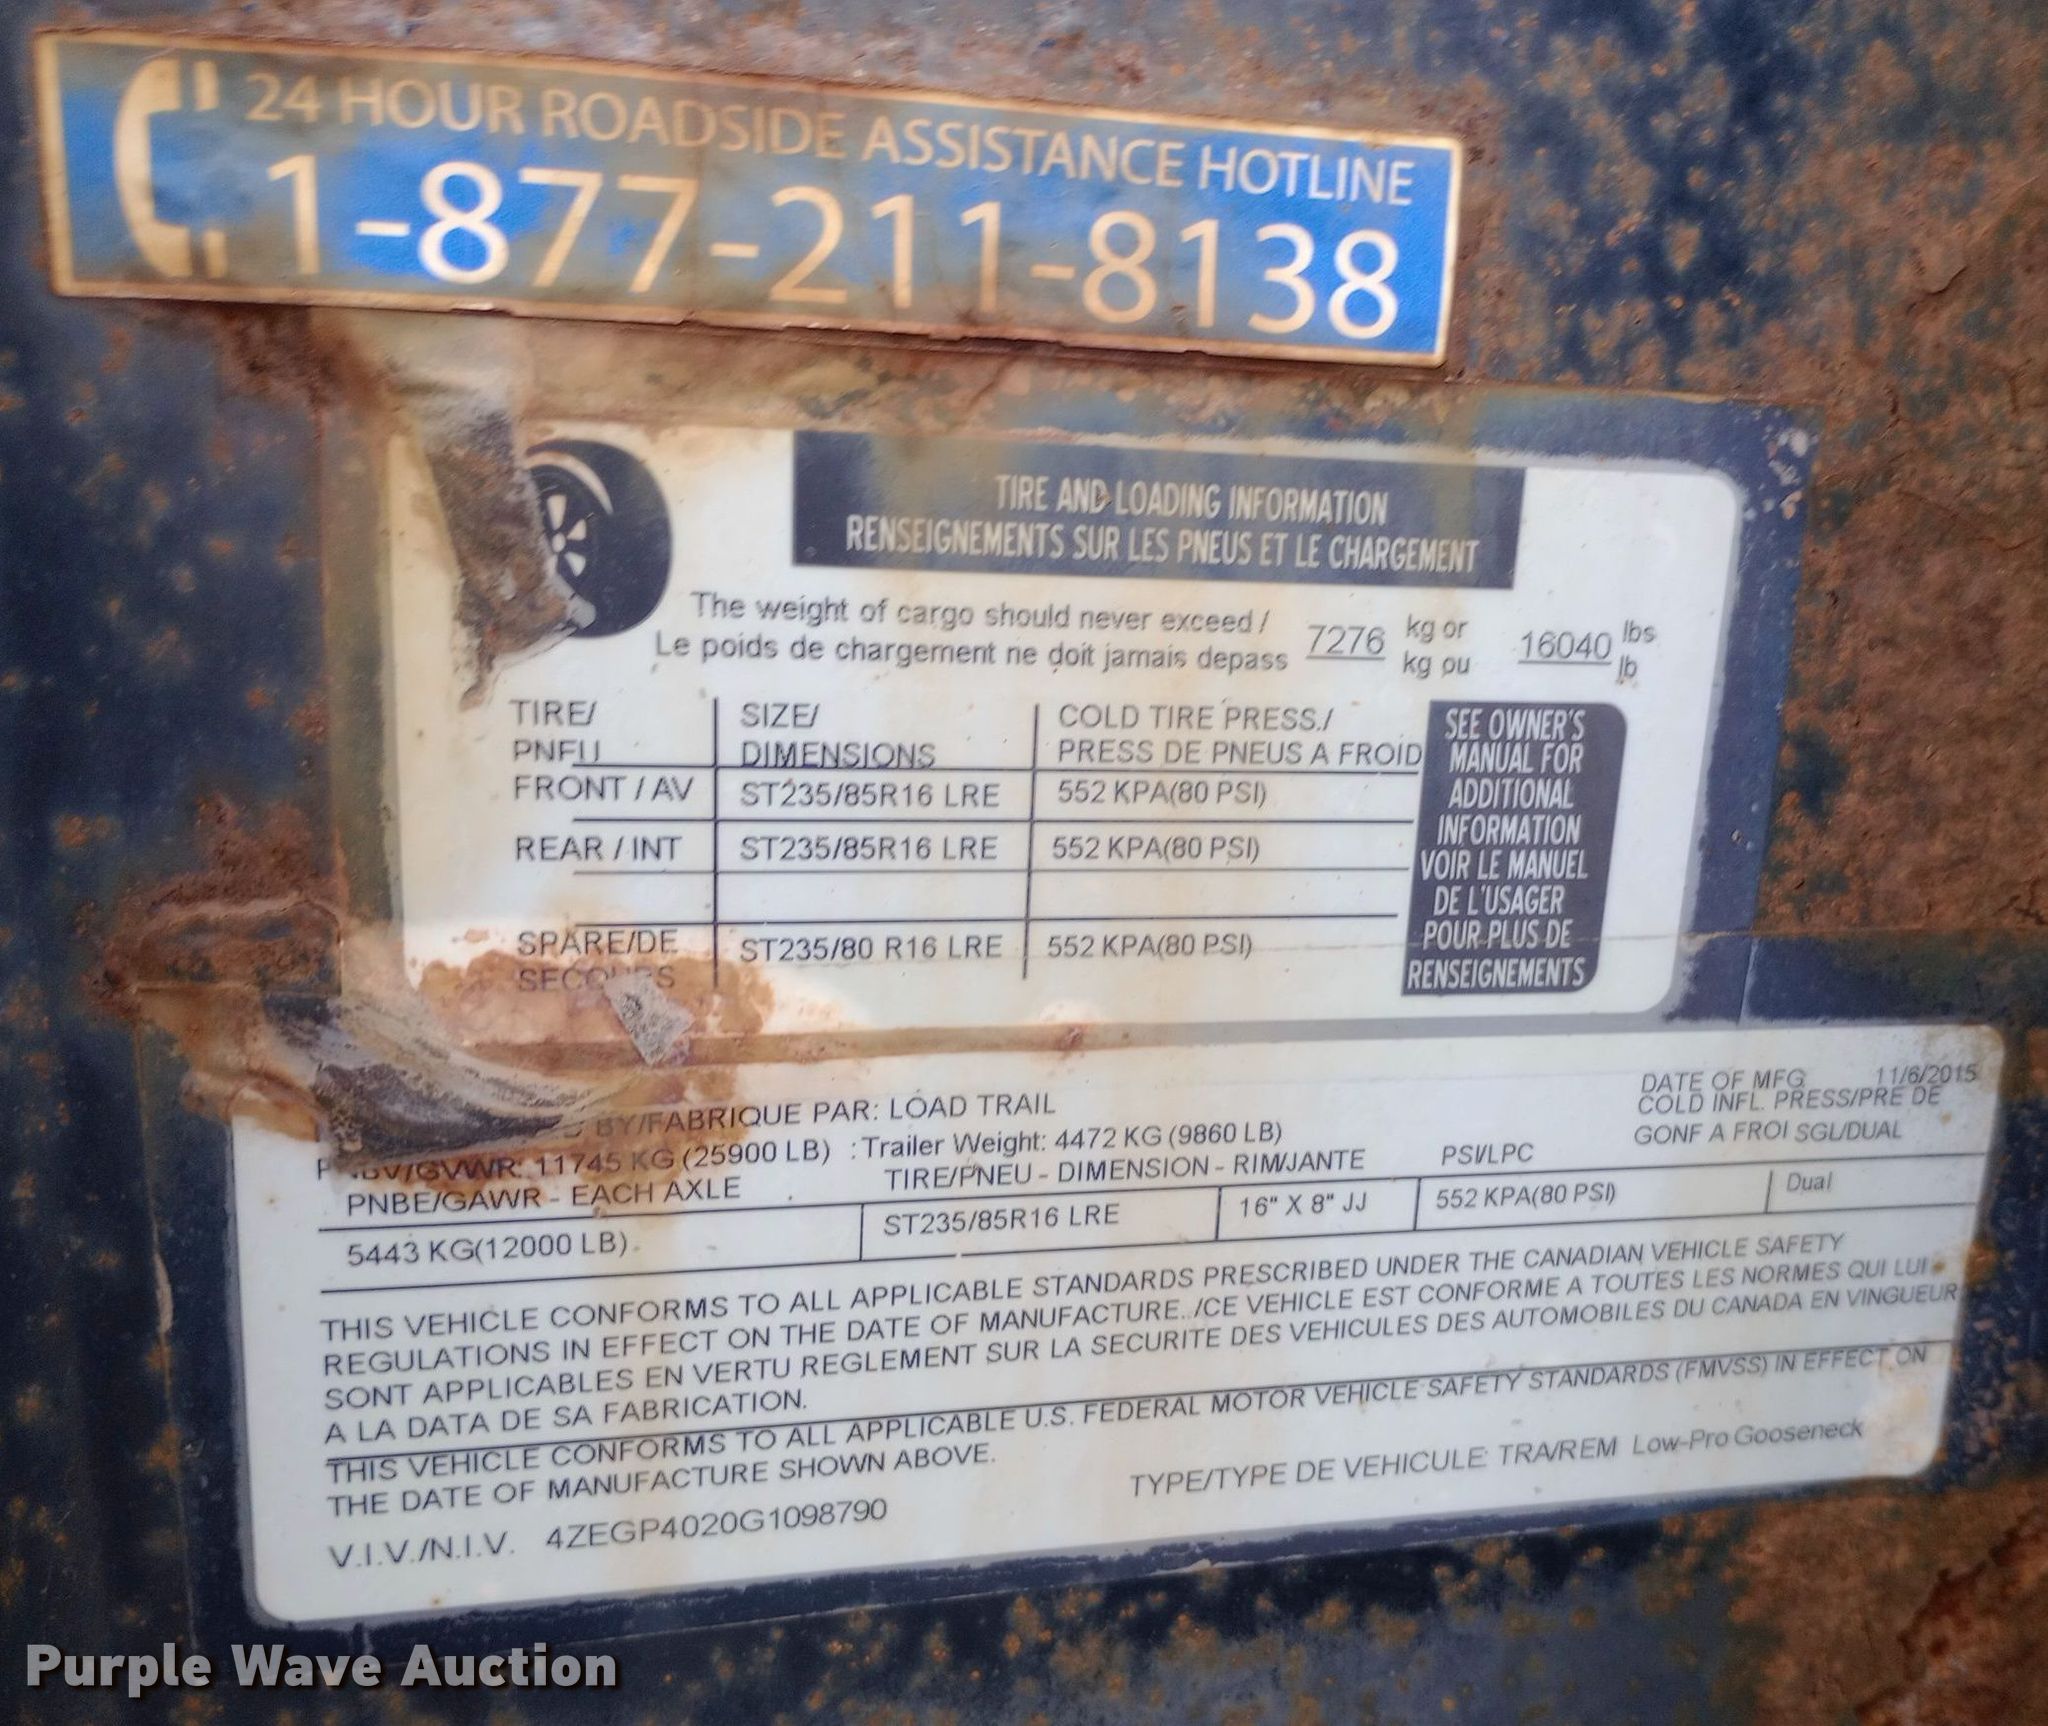 24 HOUR ROADSIDE ASSISTANCE HOTLINE
1-877-211-8138
TIRE AND LOADING INFORMATION
RENSEIGNEMENTS SUR LES PNEUS ET LE CHARGEMENT
The weight of cargo should never exceed / 7276 kg or 16040 lbs
Le poids de chargement ne doit jamais depass kg ou lb
TIRE/ SIZE/ COLD TIRE PRESS./
PNEU DIMENSIONS PRESS DE PNEUS A FROID
FRONT / AV ST235/85R16 LRE 552 KPA(80 PSI)
REAR / INT ST235/85R16 LRE 552 KPA(80 PSI)
SPARE/DE ST235/80 R16 LRE 552 KPA(80 PSI)
SECOURS
SEE OWNER'S
MANUAL FOR
ADDITIONAL
INFORMATION
VOIR LE MANUEL
DE L'USAGER
POUR PLUS DE
RENSEIGNEMENTS
DATE OF MFG 11/6/2015
COLD INFL. PRESS/PRE DE
GONF A FROI SGL/DUAL
BY/FABRIQUE PAR: LOAD TRAIL
GVWR: 11745 KG (25900 LB) : Trailer Weight: 4472 KG (9860 LB)
PNBE/GAWR - EACH AXLE TIRE/PNEU - DIMENSION - RIM/JANTE PSI/LPC
5443 KG(12000 LB) ST235/85R16 LRE 16" X 8" JJ 552 KPA(80 PSI) Dual
THIS VEHICLE CONFORMS TO ALL APPLICABLE STANDARDS PRESCRIBED UNDER THE CANADIAN VEHICLE SAFETY
REGULATIONS IN EFFECT ON THE DATE OF MANUFACTURE../CE VEHICLE EST CONFORME A TOUTES LES NORMES QUI LUI
SONT APPLICABLES EN VERTU REGLEMENT SUR LA SECURITE DES VEHICULES DES AUTOMOBILES DU CANADA EN VINGUEUR
A LA DATA DE SA FABRICATION.
THIS VEHICLE CONFORMS TO ALL APPLICABLE U.S. FEDERAL MOTOR VEHICLE SAFETY STANDARDS (FMVSS) IN EFFECT ON
THE DATE OF MANUFACTURE SHOWN ABOVE.
V.I.V./N.I.V. 4ZEGP4020G1098790 TYPE/TYPE DE VEHICULE: TRA/REM Low-Pro Gooseneck
Purple Wave Auction